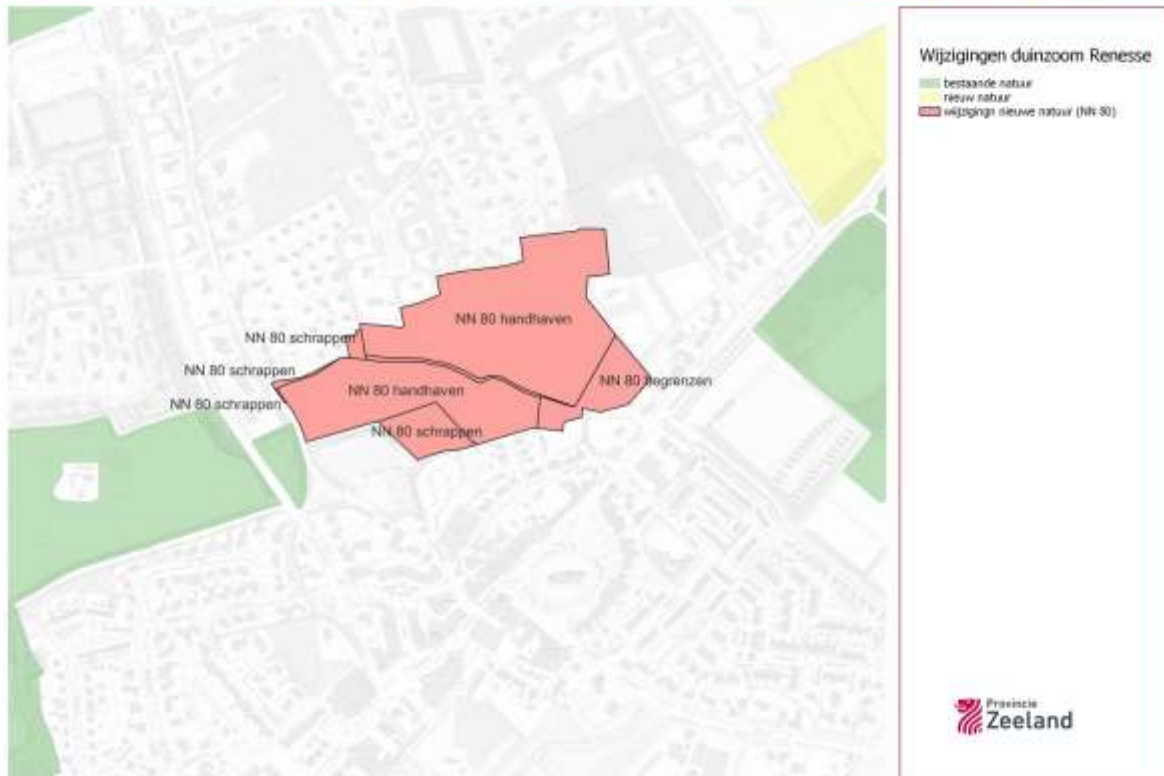 Wijzigingen duinzoom Renesse
bestaande natuur
nieuw natuur
wijzigingn nieuwe natuur (NN 80)
NN 80 handhaven
NN 80 schrappen
NN 80 schrappen
NN 80 begrenzen
NN 80 handhaven
NN 80 schrappen
NN 80 schrappen
Provincie
Zeeland